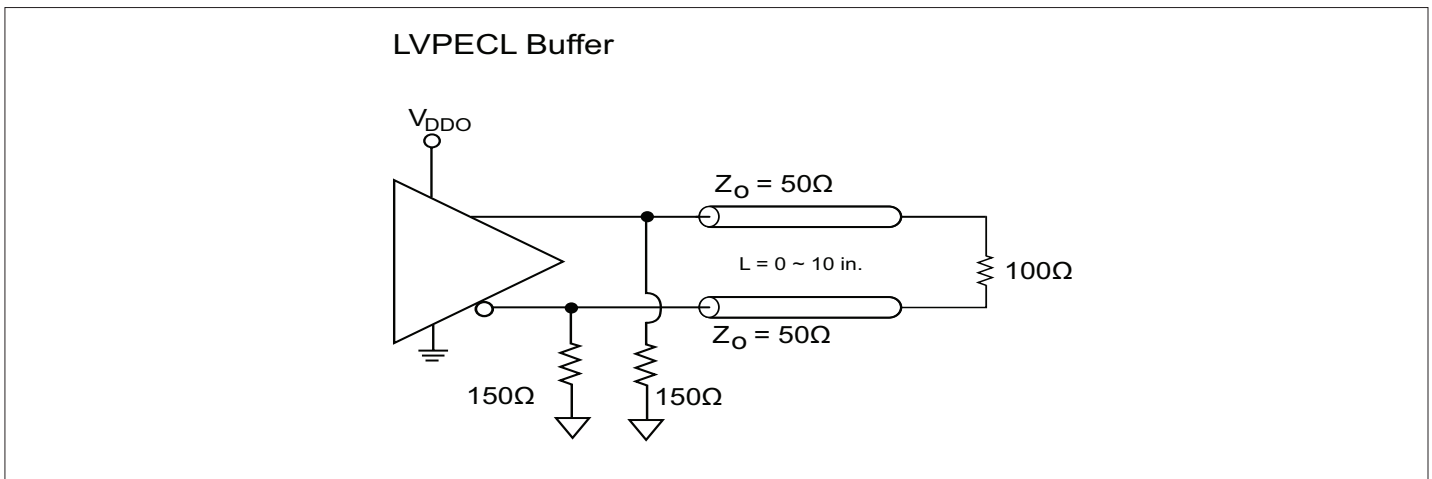 LVPECL Buffer
VDDO
ZO = 50Ω
L = 0 ~ 10 in.
100Ω
ZO = 50Ω
150Ω
150Ω